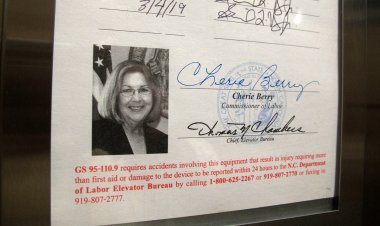 3/4/19
Cherie Berry
Cherie Berry
Commissioner of Labor
Thomas N Chambers
Chief, Elevator Bureau
GS 95-110.9 requires accidents involving this equipment that result in injury requiring more
than first aid or damage to the device to be reported within 24 hours to the N.C. Department
of Labor Elevator Bureau by calling 1-800-625-2267 or 919-807-2770 or faxing to
919-807-2777.